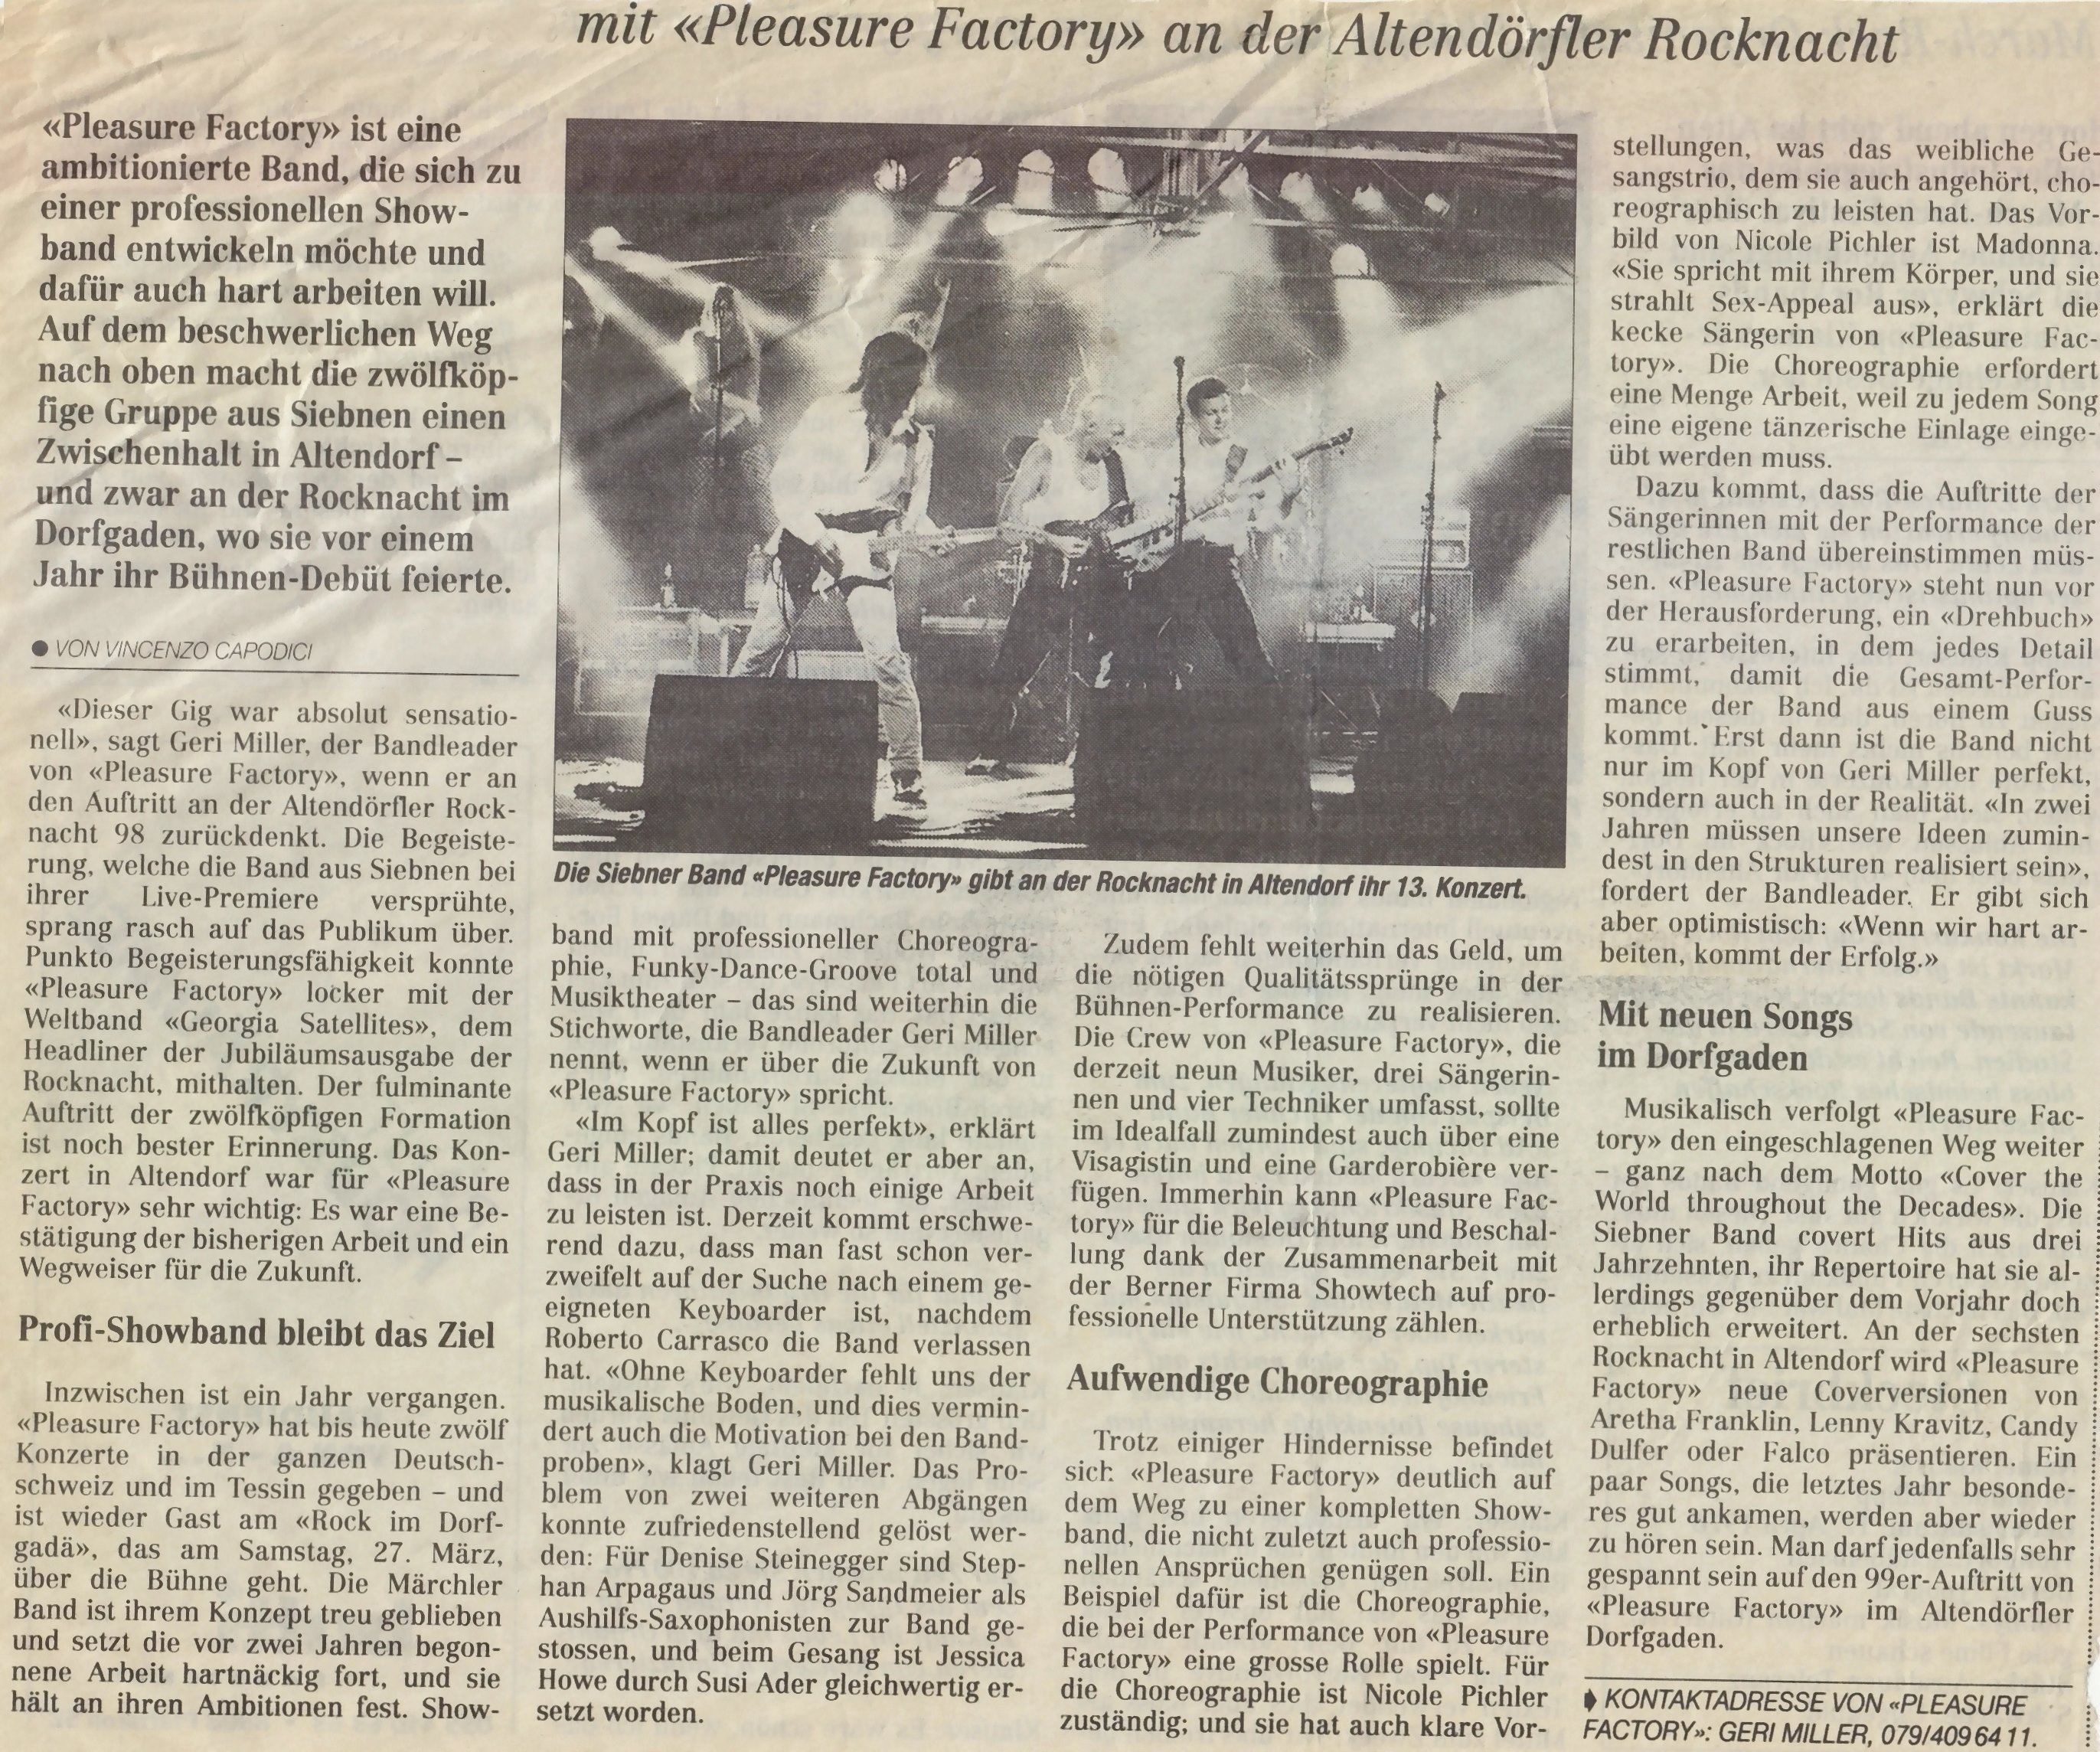 mit «Pleasure Factory» an der Altendörfler Rocknacht
«Pleasure Factory» ist eine
ambitionierte Band, die sich zu
einer professionellen Show-
band entwickeln möchte und
dafür auch hart arbeiten will.
Auf dem beschwerlichen Weg
nach oben macht die zwölfköp-
fige Gruppe aus Siebnen einen
Zwischenhalt in Altendorf –
und zwar an der Rocknacht im
Dorfgaden, wo sie vor einem
Jahr ihr Bühnen-Debüt feierte.
● VON VINCENZO CAPODICI
«Dieser Gig war absolut sensatio-
nell», sagt Geri Miller, der Bandleader
von «Pleasure Factory», wenn er an
den Auftritt an der Altendörfler Rock-
nacht 98 zurückdenkt. Die Begeiste-
rung, welche die Band aus Siebnen bei
ihrer Live-Premiere versprühte,
sprang rasch auf das Publikum über.
Punkto Begeisterungsfähigkeit konnte
«Pleasure Factory» locker mit der
Weltband «Georgia Satellites», dem
Headliner der Jubiläumsausgabe der
Rocknacht, mithalten. Der fulminante
Auftritt der zwölfköpfigen Formation
ist noch bester Erinnerung. Das Kon-
zert in Altendorf war für «Pleasure
Factory» sehr wichtig: Es war eine Be-
stätigung der bisherigen Arbeit und ein
Wegweiser für die Zukunft.
Profi-Showband bleibt das Ziel
Inzwischen ist ein Jahr vergangen.
«Pleasure Factory» hat bis heute zwölf
Konzerte in der ganzen Deutsch-
schweiz und im Tessin gegeben – und
ist wieder Gast am «Rock im Dorf-
gadä», das am Samstag, 27. März,
über die Bühne geht. Die Märchler
Band ist ihrem Konzept treu geblieben
und setzt die vor zwei Jahren begon-
nene Arbeit hartnäckig fort, und sie
hält an ihren Ambitionen fest. Show-
Die Siebner Band «Pleasure Factory» gibt an der Rocknacht in Altendorf ihr 13. Konzert.
band mit professioneller Choreogra-
phie, Funky-Dance-Groove total und
Musiktheater – das sind weiterhin die
Stichworte, die Bandleader Geri Miller
nennt, wenn er über die Zukunft von
«Pleasure Factory» spricht.
«Im Kopf ist alles perfekt», erklärt
Geri Miller; damit deutet er aber an,
dass in der Praxis noch einige Arbeit
zu leisten ist. Derzeit kommt erschwe-
rend dazu, dass man fast schon ver-
zweifelt auf der Suche nach einem ge-
eigneten Keyboarder ist, nachdem
Roberto Carrasco die Band verlassen
hat. «Ohne Keyboarder fehlt uns der
musikalische Boden, und dies vermin-
dert auch die Motivation bei den Band-
proben», klagt Geri Miller. Das Pro-
blem von zwei weiteren Abgängen
konnte zufriedenstellend gelöst wer-
den: Für Denise Steinegger sind Step-
han Arpagaus und Jörg Sandmeier als
Aushilfs-Saxophonisten zur Band ge-
stossen, und beim Gesang ist Jessica
Howe durch Susi Ader gleichwertig er-
setzt worden.
Zudem fehlt weiterhin das Geld, um
die nötigen Qualitätssprünge in der
Bühnen-Performance zu realisieren.
Die Crew von «Pleasure Factory», die
derzeit neun Musiker, drei Sängerin-
nen und vier Techniker umfasst, sollte
im Idealfall zumindest auch über eine
Visagistin und eine Garderobière ver-
fügen. Immerhin kann «Pleasure Fac-
tory» für die Beleuchtung und Beschal-
lung dank der Zusammenarbeit mit
der Berner Firma Showtech auf pro-
fessionelle Unterstützung zählen.
Aufwendige Choreographie
Trotz einiger Hindernisse befindet
sich «Pleasure Factory» deutlich auf
dem Weg zu einer kompletten Show-
band, die nicht zuletzt auch professio-
nellen Ansprüchen genügen soll. Ein
Beispiel dafür ist die Choreographie,
die bei der Performance von «Pleasure
Factory» eine grosse Rolle spielt. Für
die Choreographie ist Nicole Pichler
zuständig; und sie hat auch klare Vor-
stellungen, was das weibliche Ge-
sangstrio, dem sie auch angehört, cho-
reographisch zu leisten hat. Das Vor-
bild von Nicole Pichler ist Madonna.
«Sie spricht mit ihrem Körper, und sie
strahlt Sex-Appeal aus», erklärt die
kecke Sängerin von «Pleasure Fac-
tory». Die Choreographie erfordert
eine Menge Arbeit, weil zu jedem Song
eine eigene tänzerische Einlage einge-
übt werden muss.
Dazu kommt, dass die Auftritte der
Sängerinnen mit der Performance der
restlichen Band übereinstimmen müs-
sen. «Pleasure Factory» steht nun vor
der Herausforderung, ein «Drehbuch»
zu erarbeiten, in dem jedes Detail
stimmt, damit die Gesamt-Perfor-
mance der Band aus einem Guss
kommt. Erst dann ist die Band nicht
nur im Kopf von Geri Miller perfekt,
sondern auch in der Realität. «In zwei
Jahren müssen unsere Ideen zumin-
dest in den Strukturen realisiert sein»,
fordert der Bandleader. Er gibt sich
aber optimistisch: «Wenn wir hart ar-
beiten, kommt der Erfolg.»
Mit neuen Songs
im Dorfgaden
Musikalisch verfolgt «Pleasure Fac-
tory» den eingeschlagenen Weg weiter
– ganz nach dem Motto «Cover the
World throughout the Decades». Die
Siebner Band covert Hits aus drei
Jahrzehnten, ihr Repertoire hat sie al-
lerdings gegenüber dem Vorjahr doch
erheblich erweitert. An der sechsten
Rocknacht in Altendorf wird «Pleasure
Factory» neue Coverversionen von
Aretha Franklin, Lenny Kravitz, Candy
Dulfer oder Falco präsentieren. Ein
paar Songs, die letztes Jahr besonde-
res gut ankamen, werden aber wieder
zu hören sein. Man darf jedenfalls sehr
gespannt sein auf den 99er-Auftritt von
«Pleasure Factory» im Altendörfler
Dorfgaden.
KONTAKTADRESSE VON «PLEASURE
FACTORY»: GERI MILLER, 079/409 64 11.